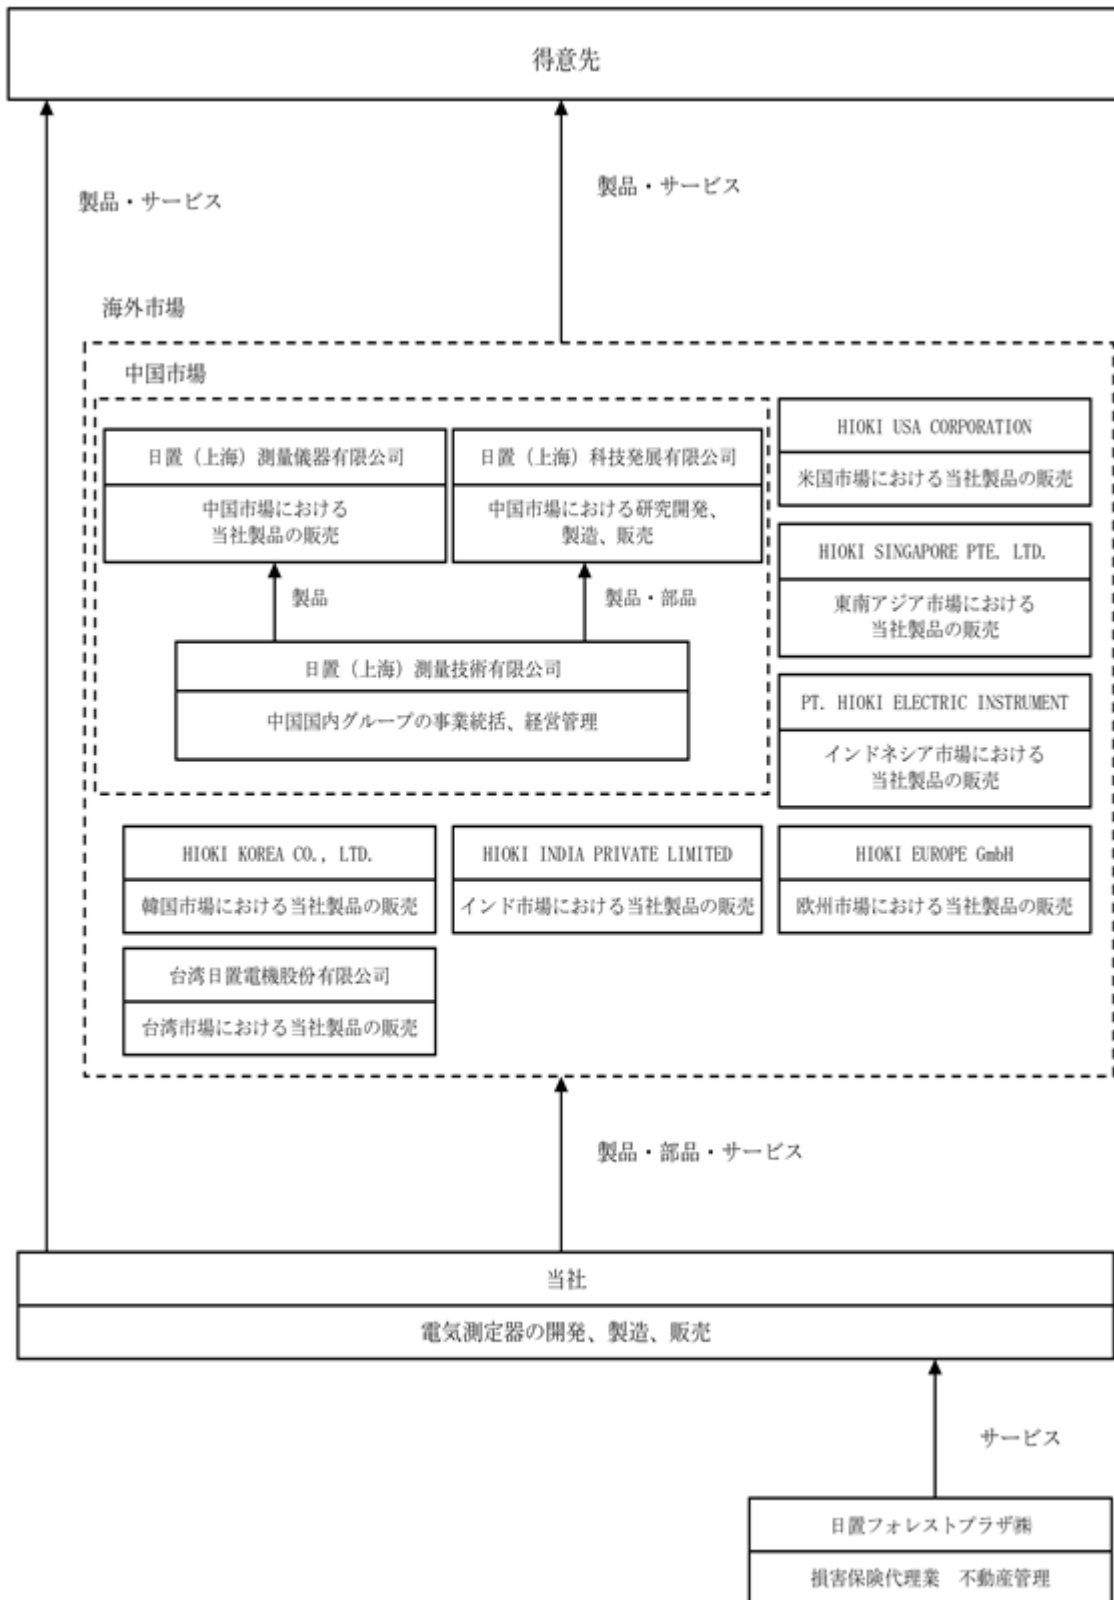 得意先
製品・サービス
製品・サービス
海外市場
中国市場
日置（上海）測量儀器有限公司
中国市場における
当社製品の販売
日置（上海）科技発展有限公司
中国市場における研究開発、
製造、販売
製品
製品・部品
日置（上海）測量技術有限公司
中国国内グループの事業統括、経営管理
HIOKI USA CORPORATION
米国市場における当社製品の販売
HIOKI SINGAPORE PTE. LTD.
東南アジア市場における
当社製品の販売
PT. HIOKI ELECTRIC INSTRUMENT
インドネシア市場における
当社製品の販売
HIOKI KOREA CO., LTD.
韓国市場における当社製品の販売
HIOKI INDIA PRIVATE LIMITED
インド市場における当社製品の販売
HIOKI EUROPE GmbH
欧州市場における当社製品の販売
台湾日置電機股份有限公司
台湾市場における当社製品の販売
製品・部品・サービス
当社
電気測定器の開発、製造、販売
サービス
日置フォレストプラザ㈱
損害保険代理業　不動産管理